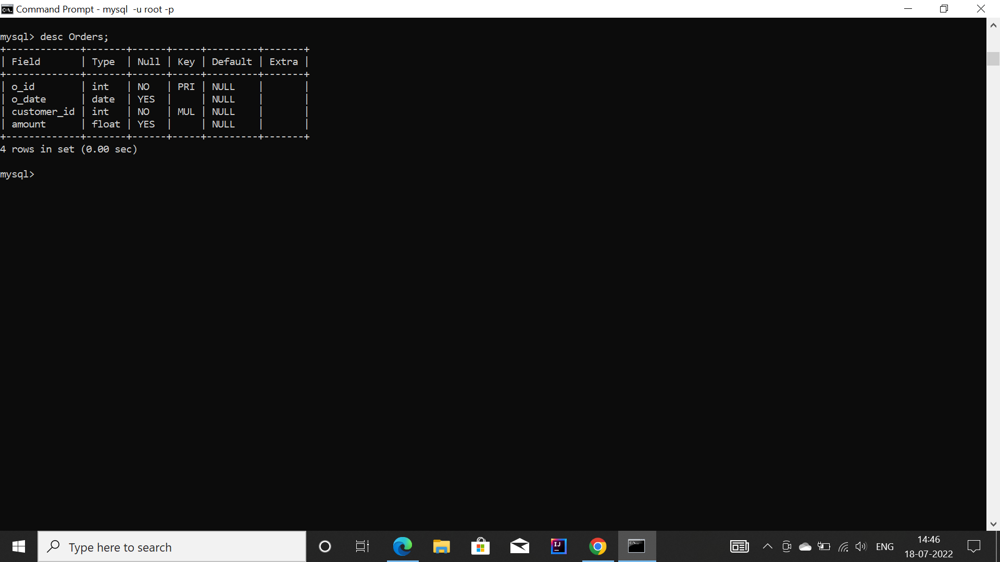 Command Prompt - mysql  -u root -p
mysql> desc Orders;
+-------------+-------+------+-----+---------+-------+
| Field       | Type  | Null | Key | Default | Extra |
+-------------+-------+------+-----+---------+-------+
| o_id        | int   | NO   | PRI | NULL    |       |
| o_date      | date  | YES  |     | NULL    |       |
| customer_id | int   | NO   | MUL | NULL    |       |
| amount      | float | YES  |     | NULL    |       |
+-------------+-------+------+-----+---------+-------+
4 rows in set (0.00 sec)
mysql>
Type here to search
ENG
14:46
18-07-2022